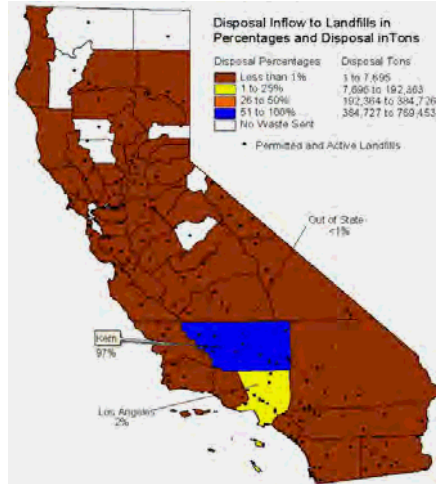 Disposal Inflow to Landfills in
Percentages and Disposal inTons
Disposal Percentages Disposal Tons
Less than 1% 1 to 7,695
1 to 25% 7,696 to 192,363
26 to 50% 192,364 to 384,726
51 to 100% 384,727 to 769,453
No Waste Sent
Permitted and Active Landfills
Out of State
<1%
Kern
97%
Los Angeles
2%